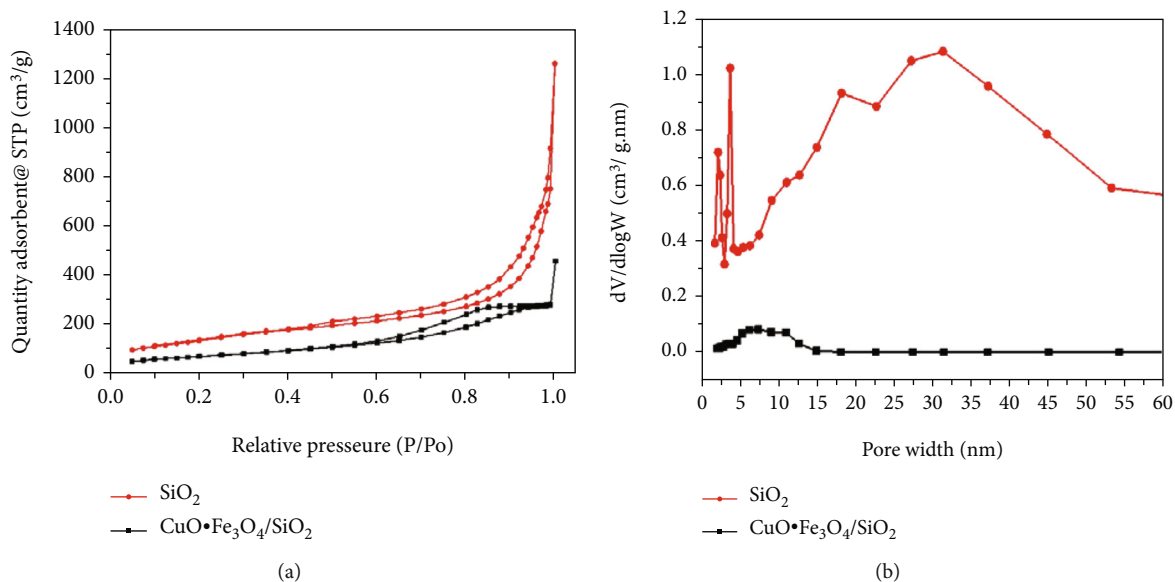 Quantity adsorbent@ STP (cm³/g)
1400
1200
1000
800
600
400
200
0
0.0 0.2 0.4 0.6 0.8 1.0
Relative presseure (P/Po)
SiO₂
CuO•Fe₃O₄/SiO₂
(a)
dV/dlogW (cm³/ g.nm)
1.2
1.0
0.8
0.6
0.4
0.2
0.0
0 5 10 15 20 25 30 35 40 45 50 55 60
Pore width (nm)
SiO₂
CuO•Fe₃O₄/SiO₂
(b)